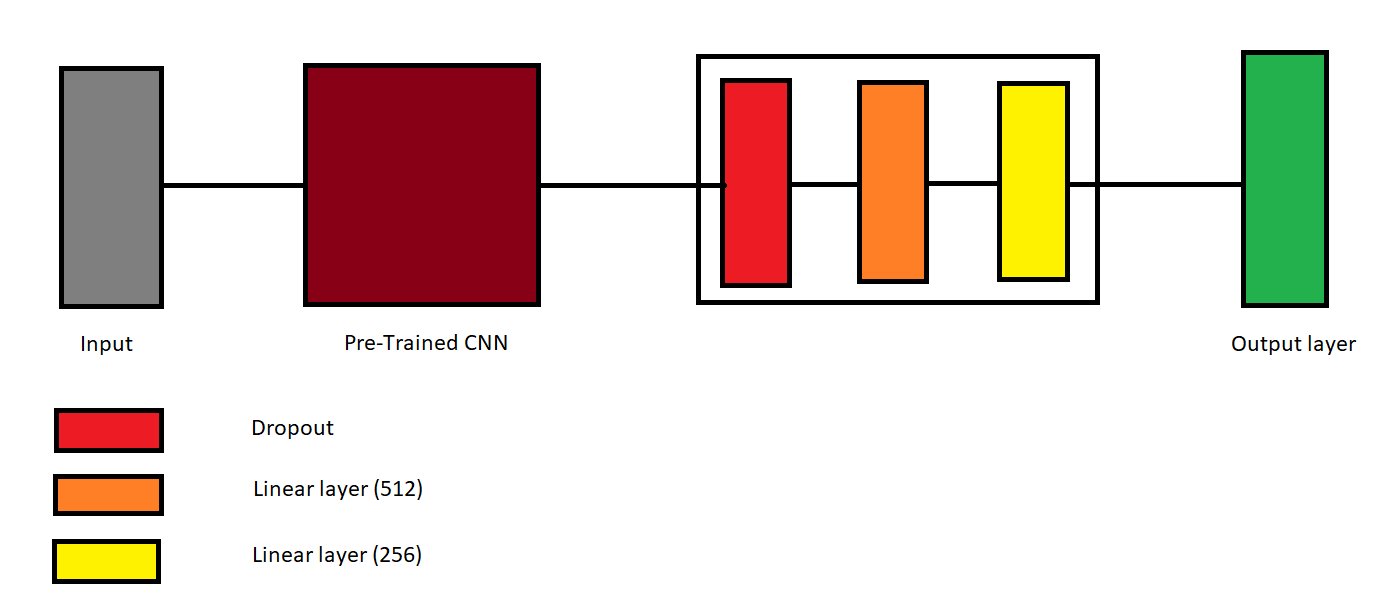 Input
Pre-Trained CNN
Output layer
Dropout
Linear layer (512)
Linear layer (256)